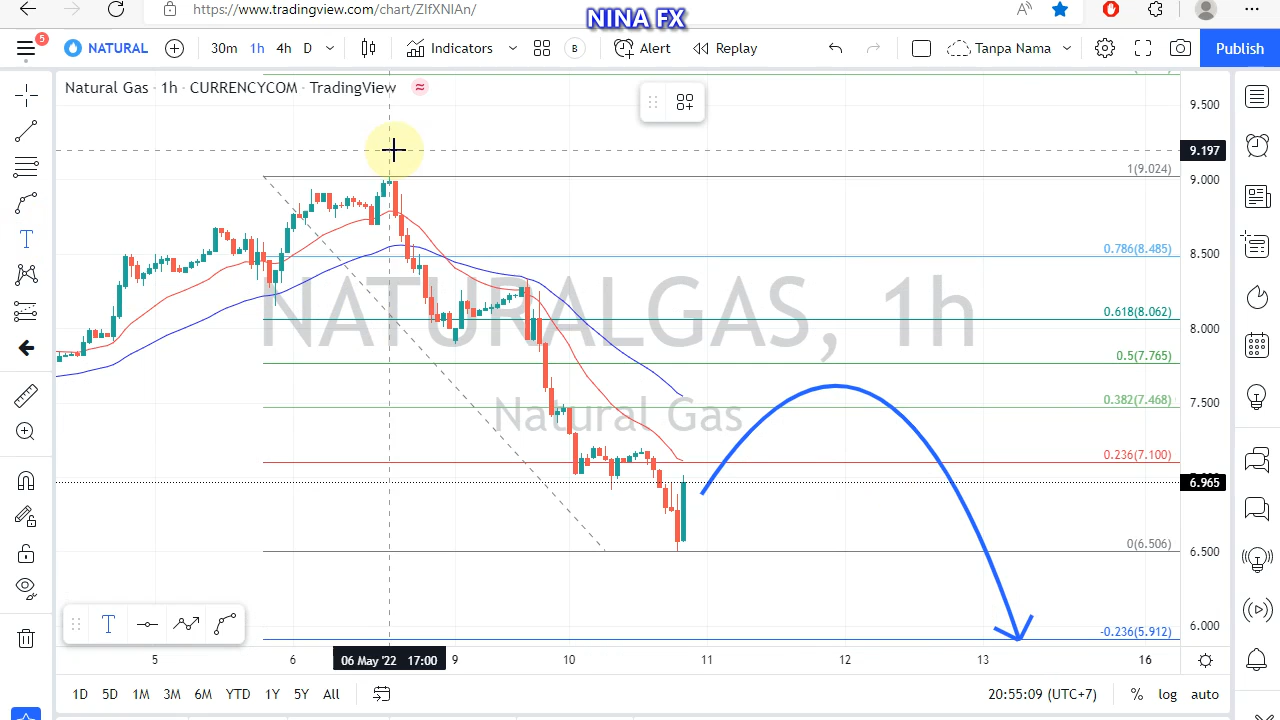 https://www.tradingview.com/chart/ZIfXNIAn/
NINA FX
5
NATURAL
30m 1h 4h D
Indicators
B
Alert
Replay
Tanpa Nama
Publish
Natural Gas · 1h · CURRENCYCOM · TradingView
9.500
9.197
1(9.024)
9.000
0.786(8.485)
8.500
NATURALGAS, 1h
0.618(8.062)
8.000
0.5(7.765)
Natural Gas
0.382(7.468)
7.500
0.236(7.100)
6.965
0(6.506)
6.500
-0.236(5.912)
6.000
5 6 06 May '22 17:00 9 10 11 12 13 16
1D 5D 1M 3M 6M YTD 1Y 5Y All
20:55:09 (UTC+7)
% log auto